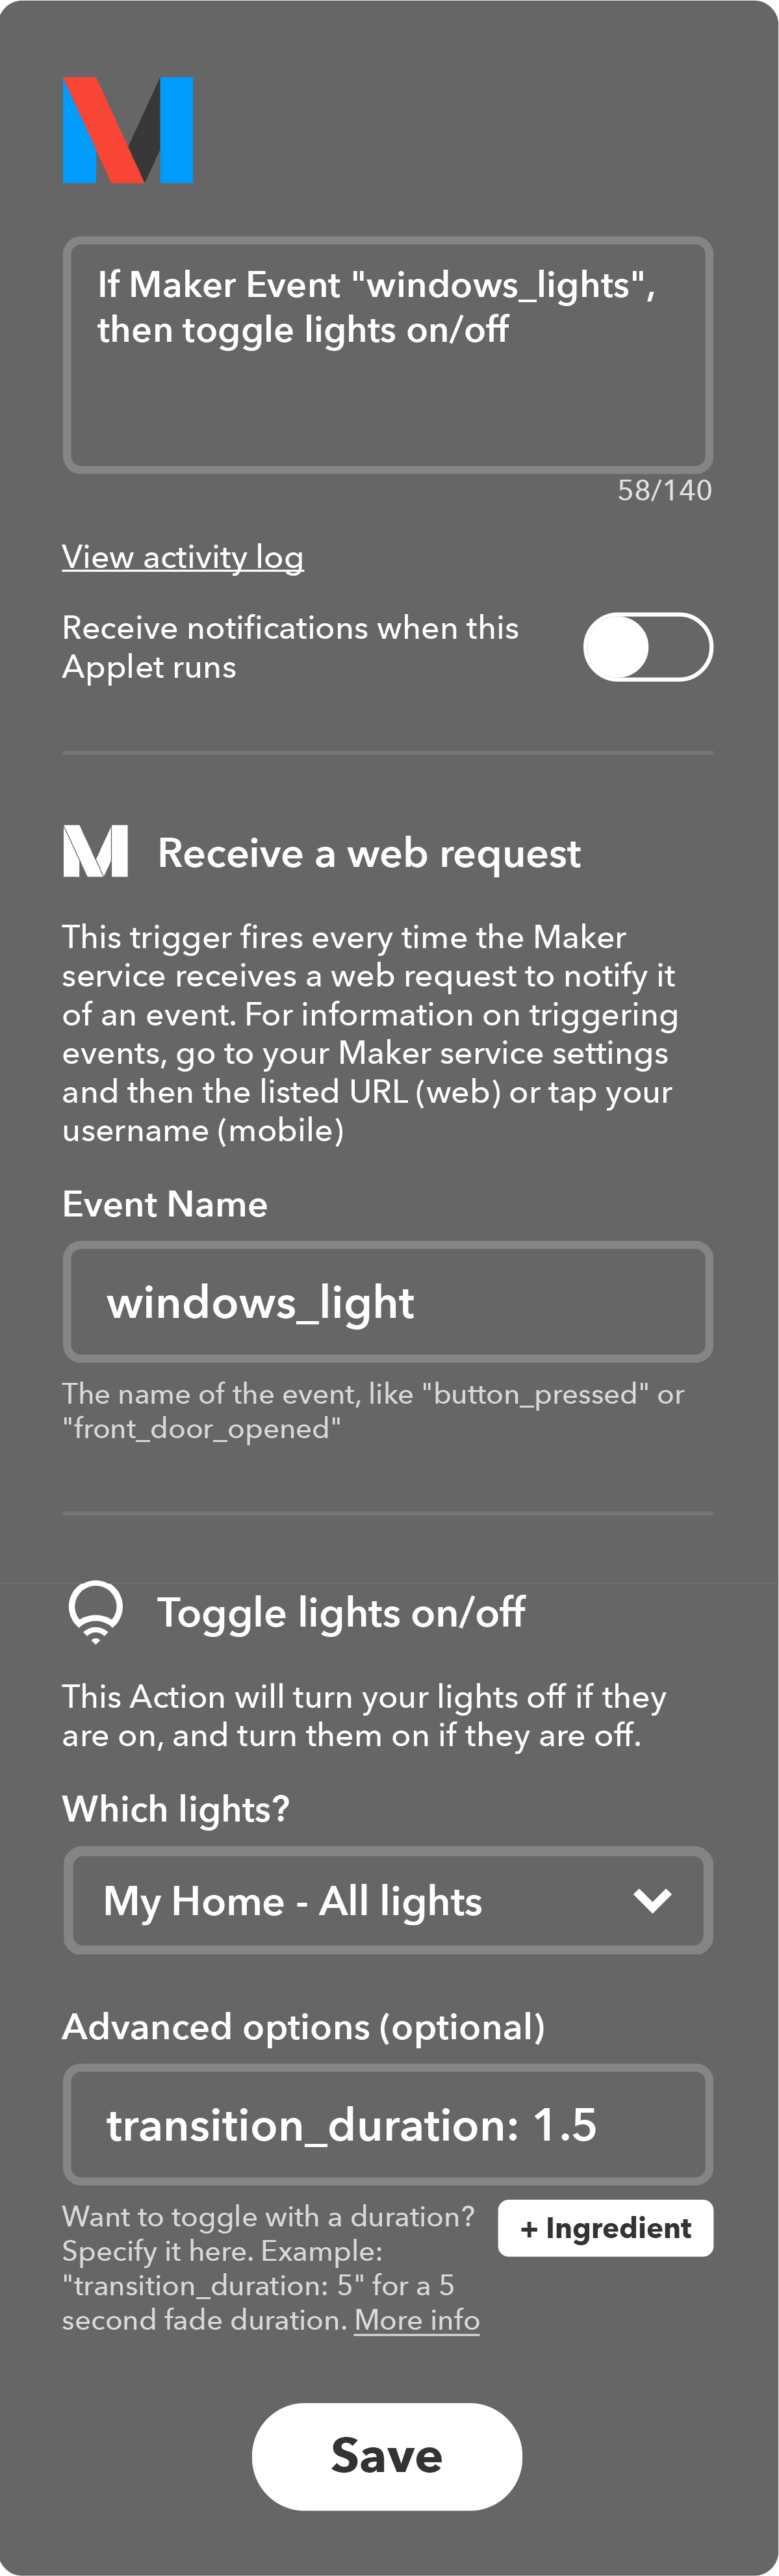 If Maker Event "windows_lights",
then toggle lights on/off
58/140
View activity log
Receive notifications when this
Applet runs
Receive a web request
This trigger fires every time the Maker
service receives a web request to notify it
of an event. For information on triggering
events, go to your Maker service settings
and then the listed URL (web) or tap your
username (mobile)
Event Name
windows_light
The name of the event, like "button_pressed" or
"front_door_opened"
Toggle lights on/off
This Action will turn your lights off if they
are on, and turn them on if they are off.
Which lights?
My Home - All lights
Advanced options (optional)
transition_duration: 1.5
Want to toggle with a duration?
Specify it here. Example:
"transition_duration: 5" for a 5
second fade duration. More info
+ Ingredient
Save